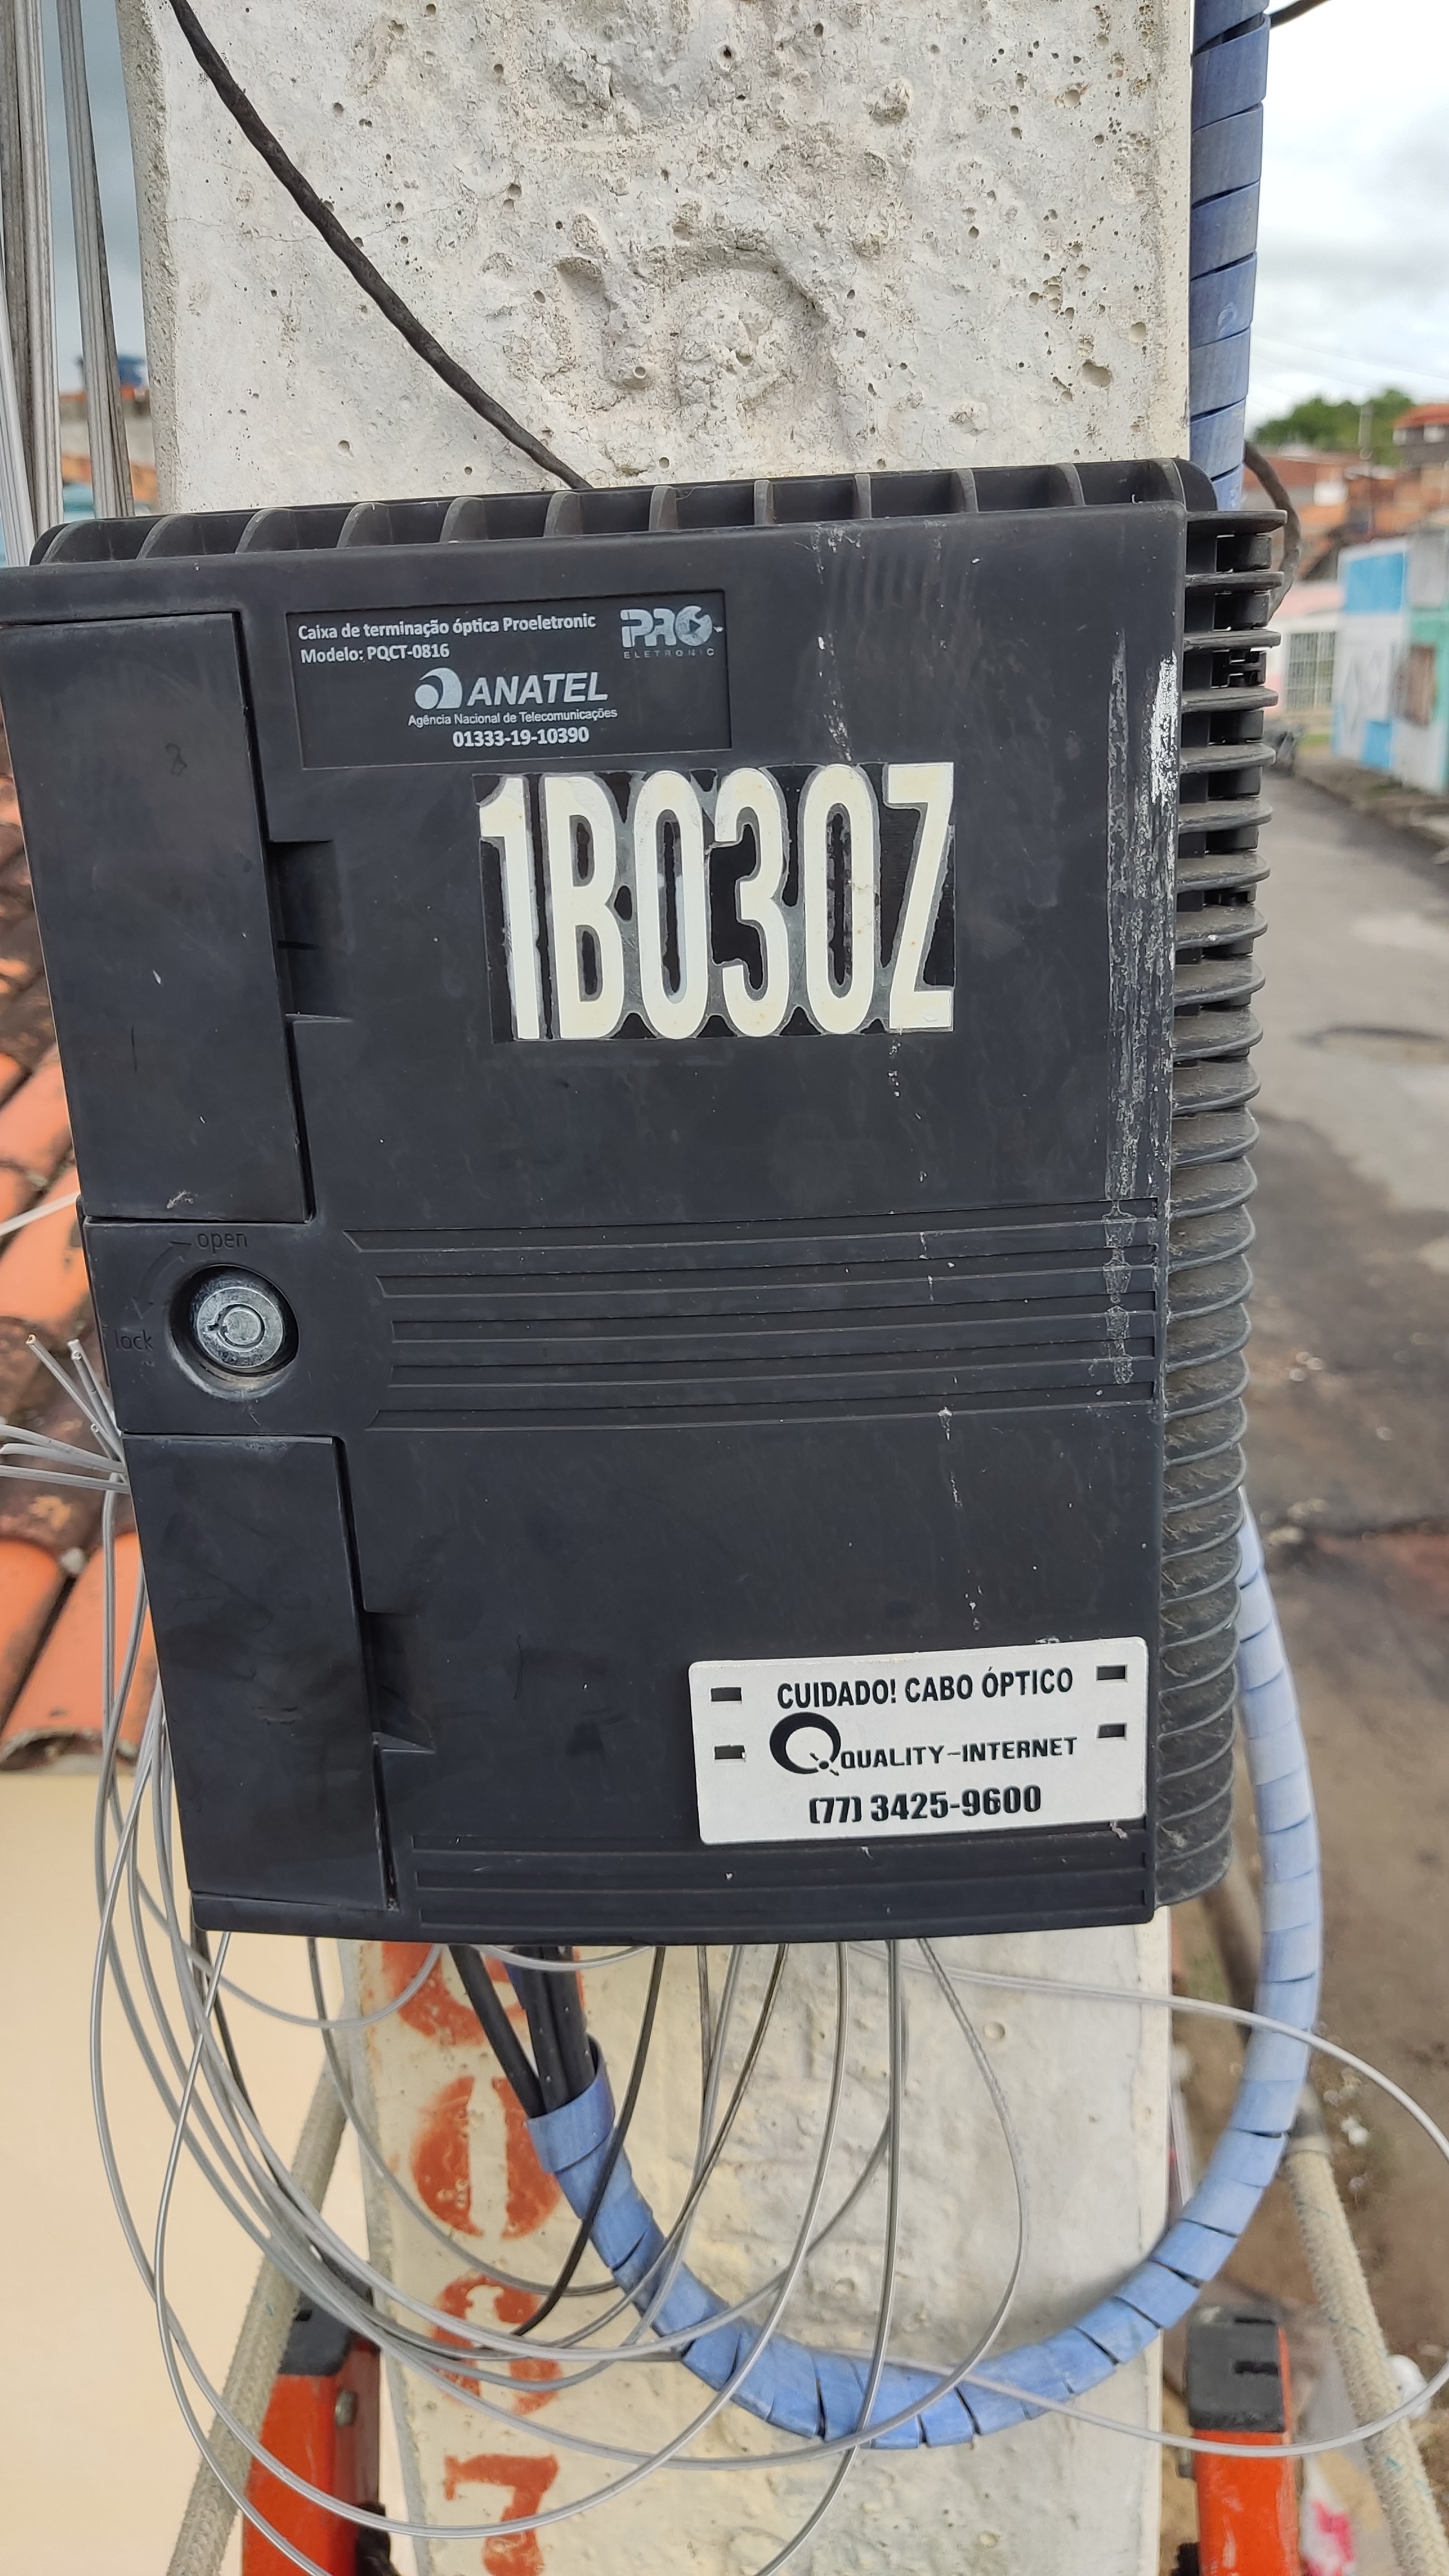 Caixa de terminação óptica Proeletronic
Modelo: PQCT-0816
PRO
ELETRONIC
ANATEL
Agência Nacional de Telecomunicações
01333-19-10390
1B030Z
open
lock
CUIDADO! CABO ÓPTICO
QUALITY-INTERNET
(77) 3425-9600